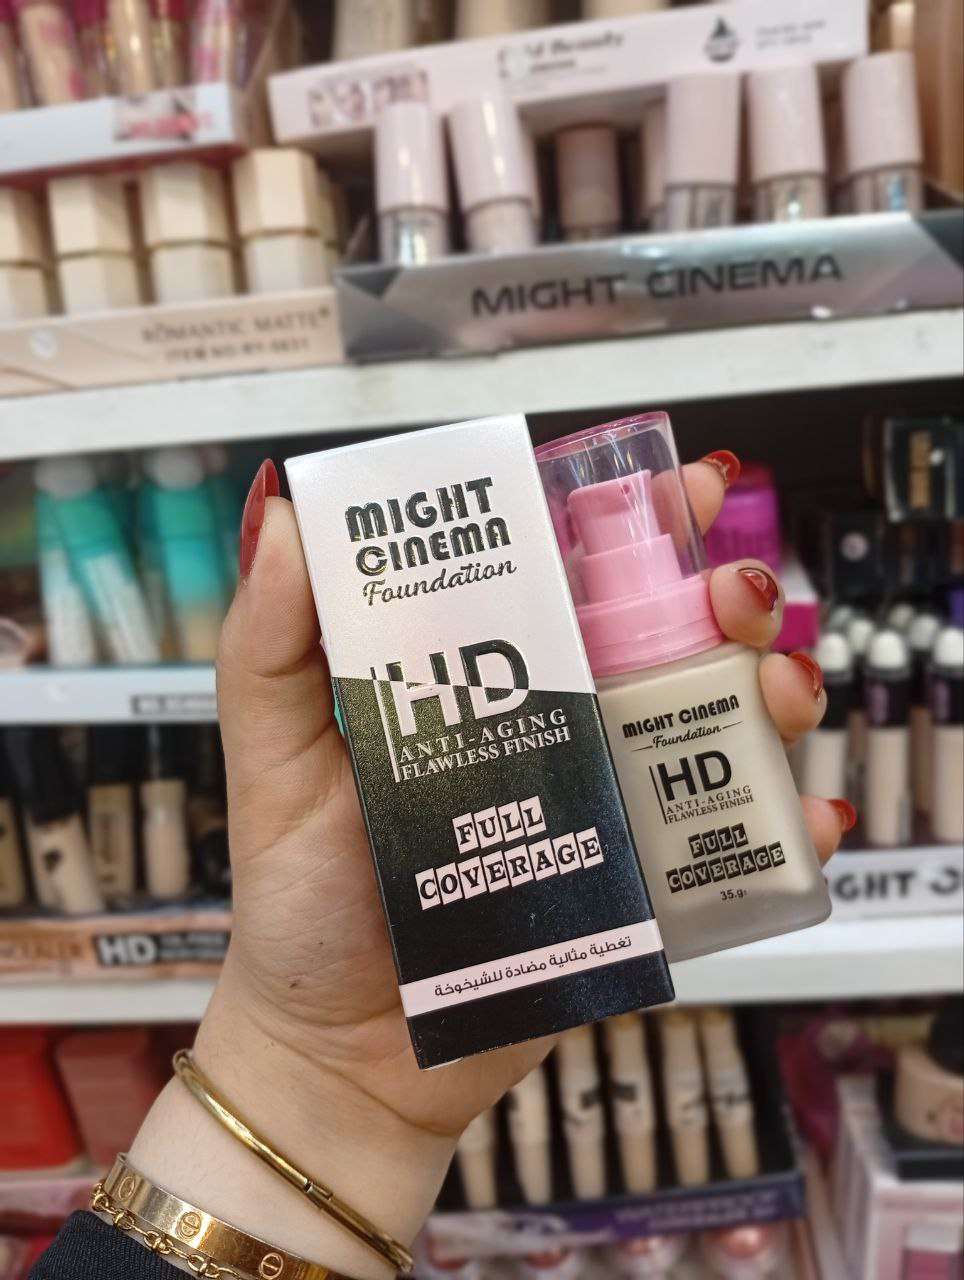 MIGHT CINEMA
ROMANTIC MATTE
MIGHT
CINEMA
Foundation
HD
ANTI-AGING
FLAWLESS FINISH
FULL
COVERAGE
تغطية مثالية مضادة للشيخوخة
MIGHT CINEMA
Foundation
HD
ANTI-AGING
FLAWLESS FINISH
FULL
COVERAGE
35.g.
HD